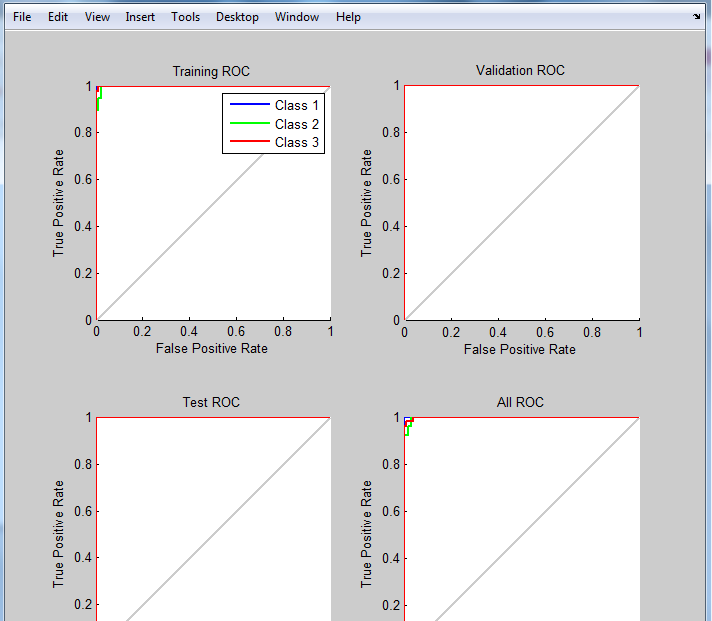 File Edit View Insert Tools Desktop Window Help
Training ROC
1
0.8
0.6
0.4
0.2
0
True Positive Rate
Class 1
Class 2
Class 3
0 0.2 0.4 0.6 0.8 1
False Positive Rate
Validation ROC
1
0.8
0.6
0.4
0.2
0
True Positive Rate
0 0.2 0.4 0.6 0.8 1
False Positive Rate
Test ROC
1
0.8
0.6
0.4
0.2
True Positive Rate
All ROC
1
0.8
0.6
0.4
0.2
True Positive Rate